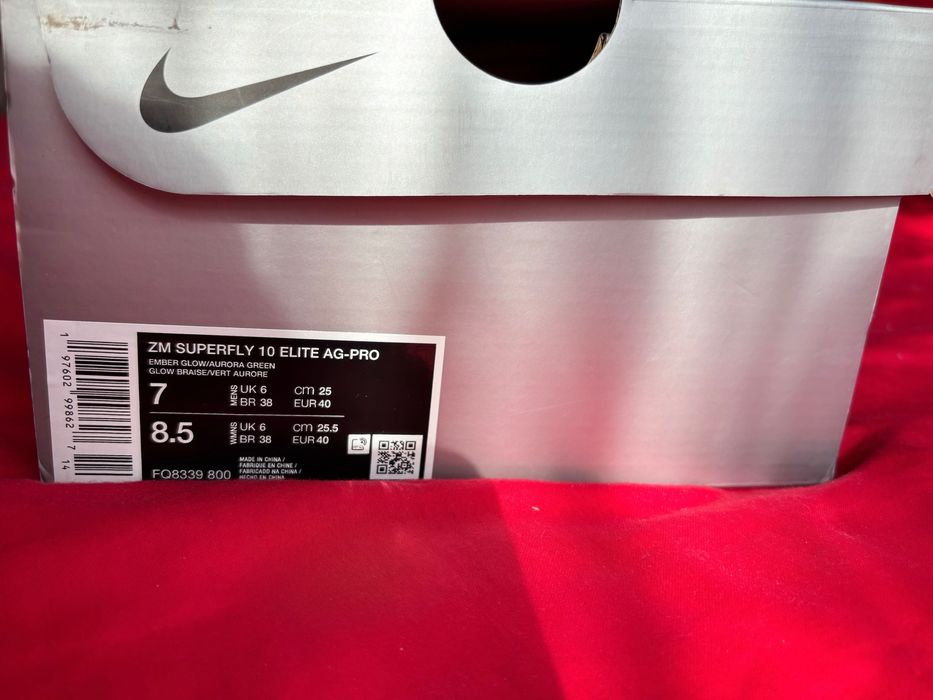 ZM SUPERFLY 10 ELITE AG-PRO
EMBER GLOW/AURORA GREEN
GLOW BRAISE/VERT AURORE
7 MENS UK 6 cm 25
BR 38 EUR 40
8.5 WMNS UK 6 cm 25.5
BR 38 EUR 40
FQ8339 800
MADE IN CHINA /
FABRIQUE EN CHINE /
FABRICADO NA CHINA /
HECHO EN CHINA
1 97602 99862 7 14